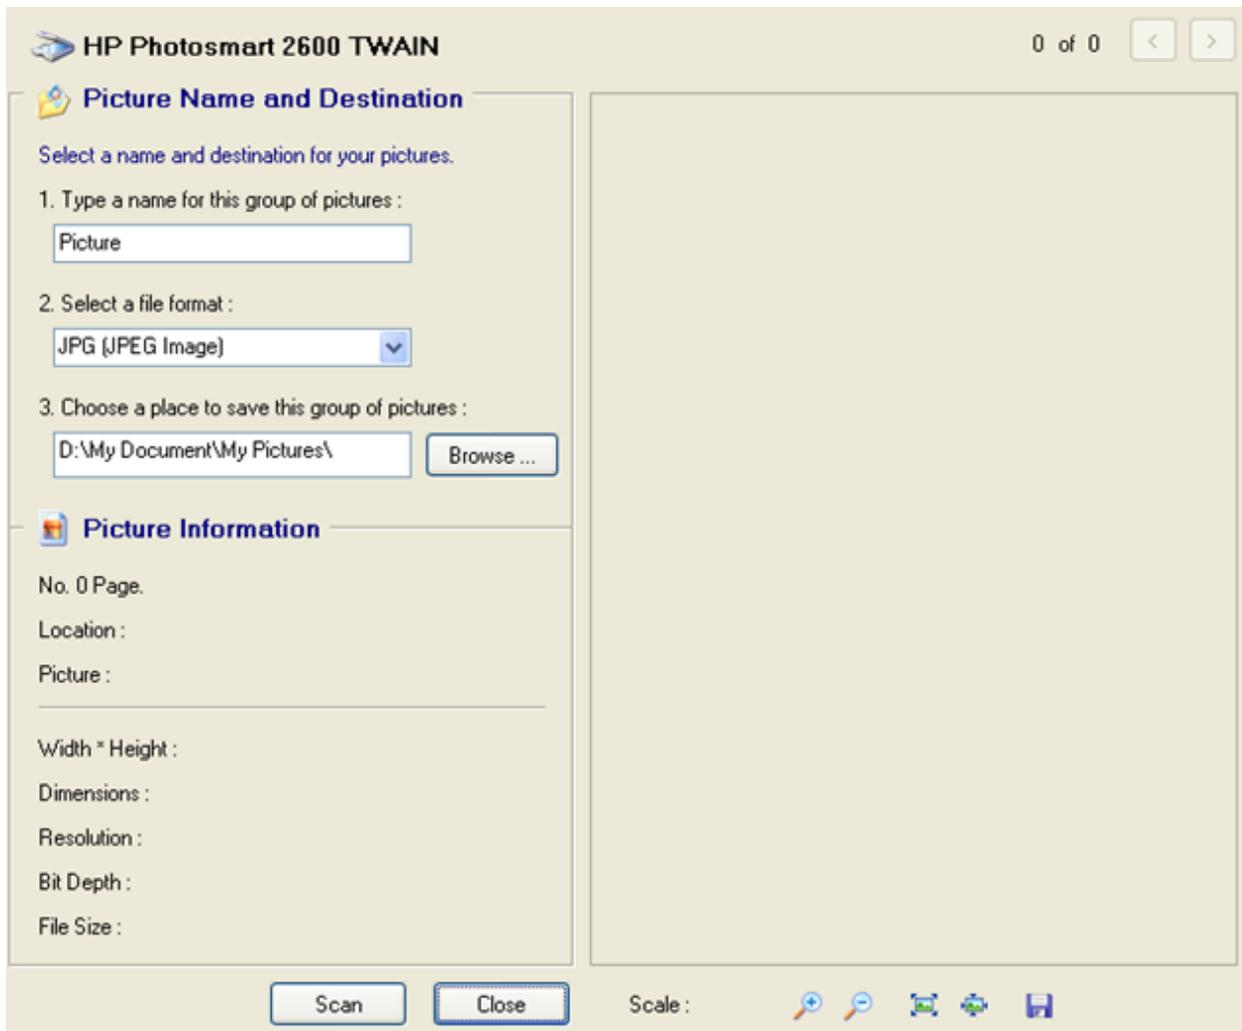 HP Photosmart 2600 TWAIN
0 of 0
< >
Picture Name and Destination
Select a name and destination for your pictures.
1. Type a name for this group of pictures :
Picture
2. Select a file format :
JPG (JPEG Image)
3. Choose a place to save this group of pictures :
D:\My Document\My Pictures\
Browse ...
Picture Information
No. 0 Page.
Location :
Picture :
Width * Height :
Dimensions :
Resolution :
Bit Depth :
File Size :
Scan
Close
Scale :